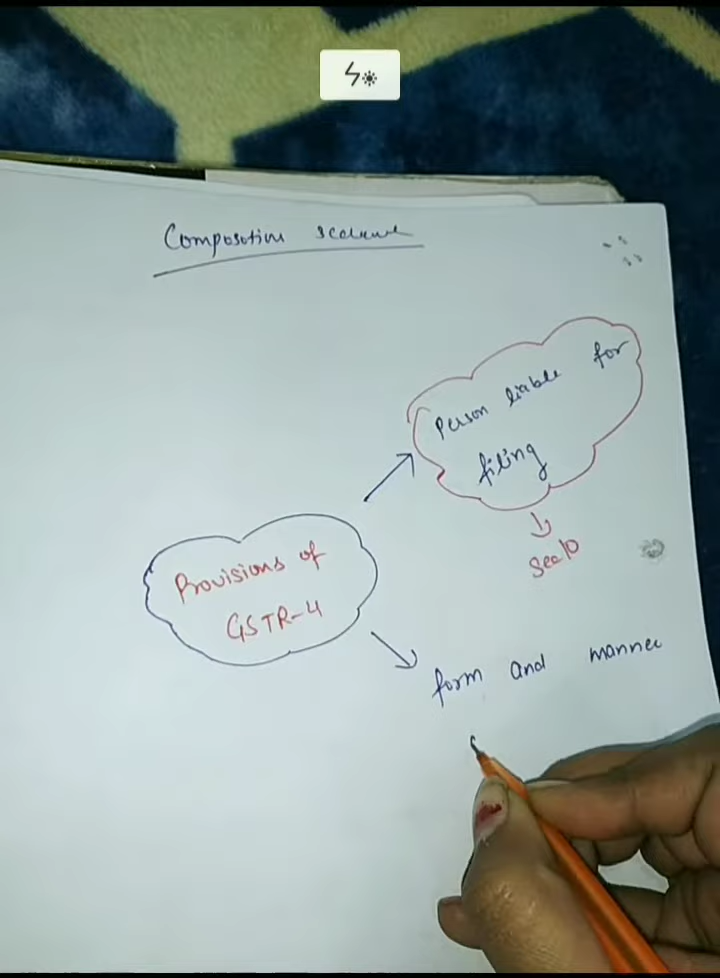 Composition scheme
Person liable for
filing
Sec 10
Provisions of
GSTR-4
form and manner